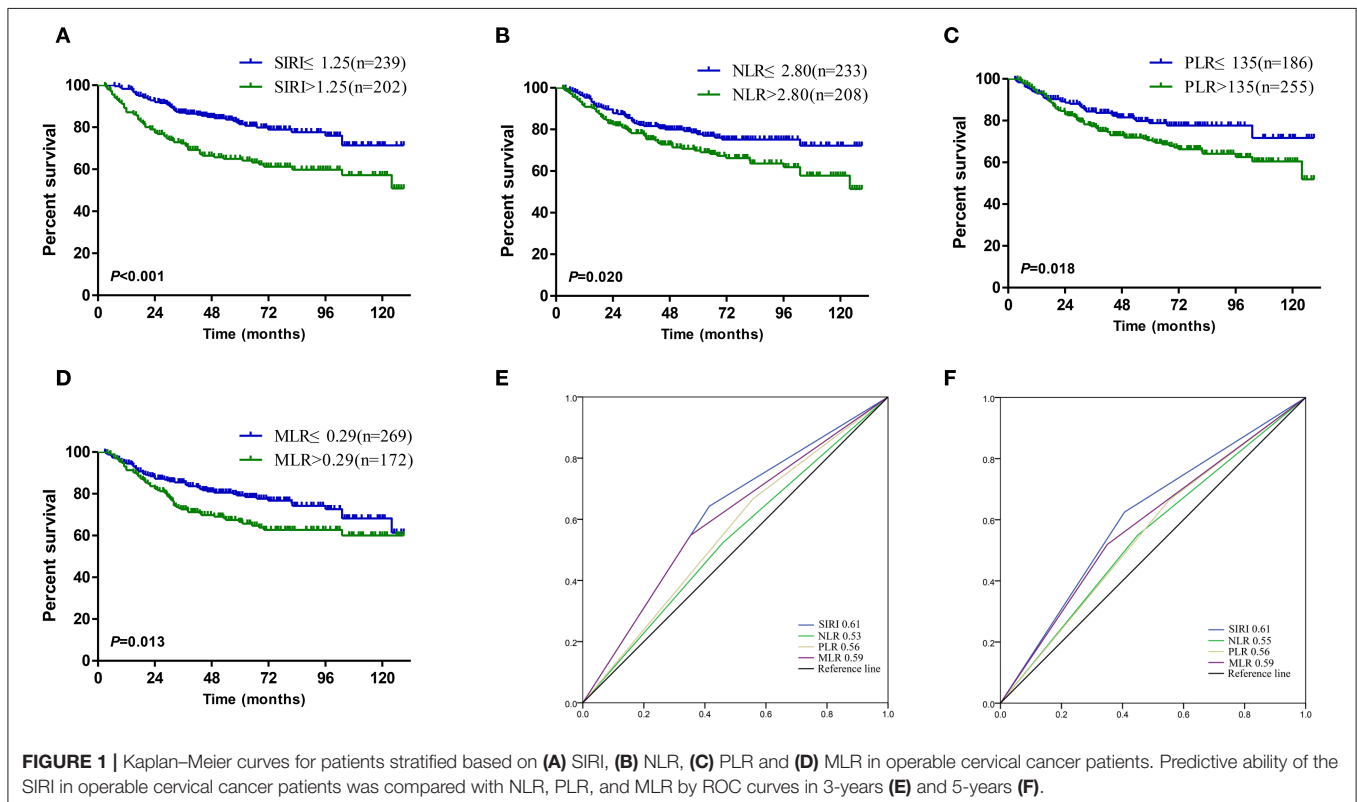 A
SIRI≤ 1.25(n=239)
SIRI>1.25(n=202)
Percent survival
100
80
60
40
20
0
P<0.001
0 24 48 72 96 120
Time (months)
B
NLR≤ 2.80(n=233)
NLR>2.80(n=208)
Percent survival
100
80
60
40
20
0
P=0.020
0 24 48 72 96 120
Time (months)
C
PLR≤ 135(n=186)
PLR>135(n=255)
Percent survival
100
80
60
40
20
0
P=0.018
0 24 48 72 96 120
Time (months)
D
MLR≤ 0.29(n=269)
MLR>0.29(n=172)
Percent survival
100
80
60
40
20
0
P=0.013
0 24 48 72 96 120
Time (months)
E
1.0
0.8
0.6
0.4
0.2
0.0
SIRI 0.61
NLR 0.53
PLR 0.56
MLR 0.59
Reference line
0.0 0.2 0.4 0.6 0.8 1.0
F
1.0
0.8
0.6
0.4
0.2
0.0
SIRI 0.61
NLR 0.55
PLR 0.56
MLR 0.59
Reference line
0.0 0.2 0.4 0.6 0.8 1.0
FIGURE 1 | Kaplan–Meier curves for patients stratified based on (A) SIRI, (B) NLR, (C) PLR and (D) MLR in operable cervical cancer patients. Predictive ability of the
SIRI in operable cervical cancer patients was compared with NLR, PLR, and MLR by ROC curves in 3-years (E) and 5-years (F).